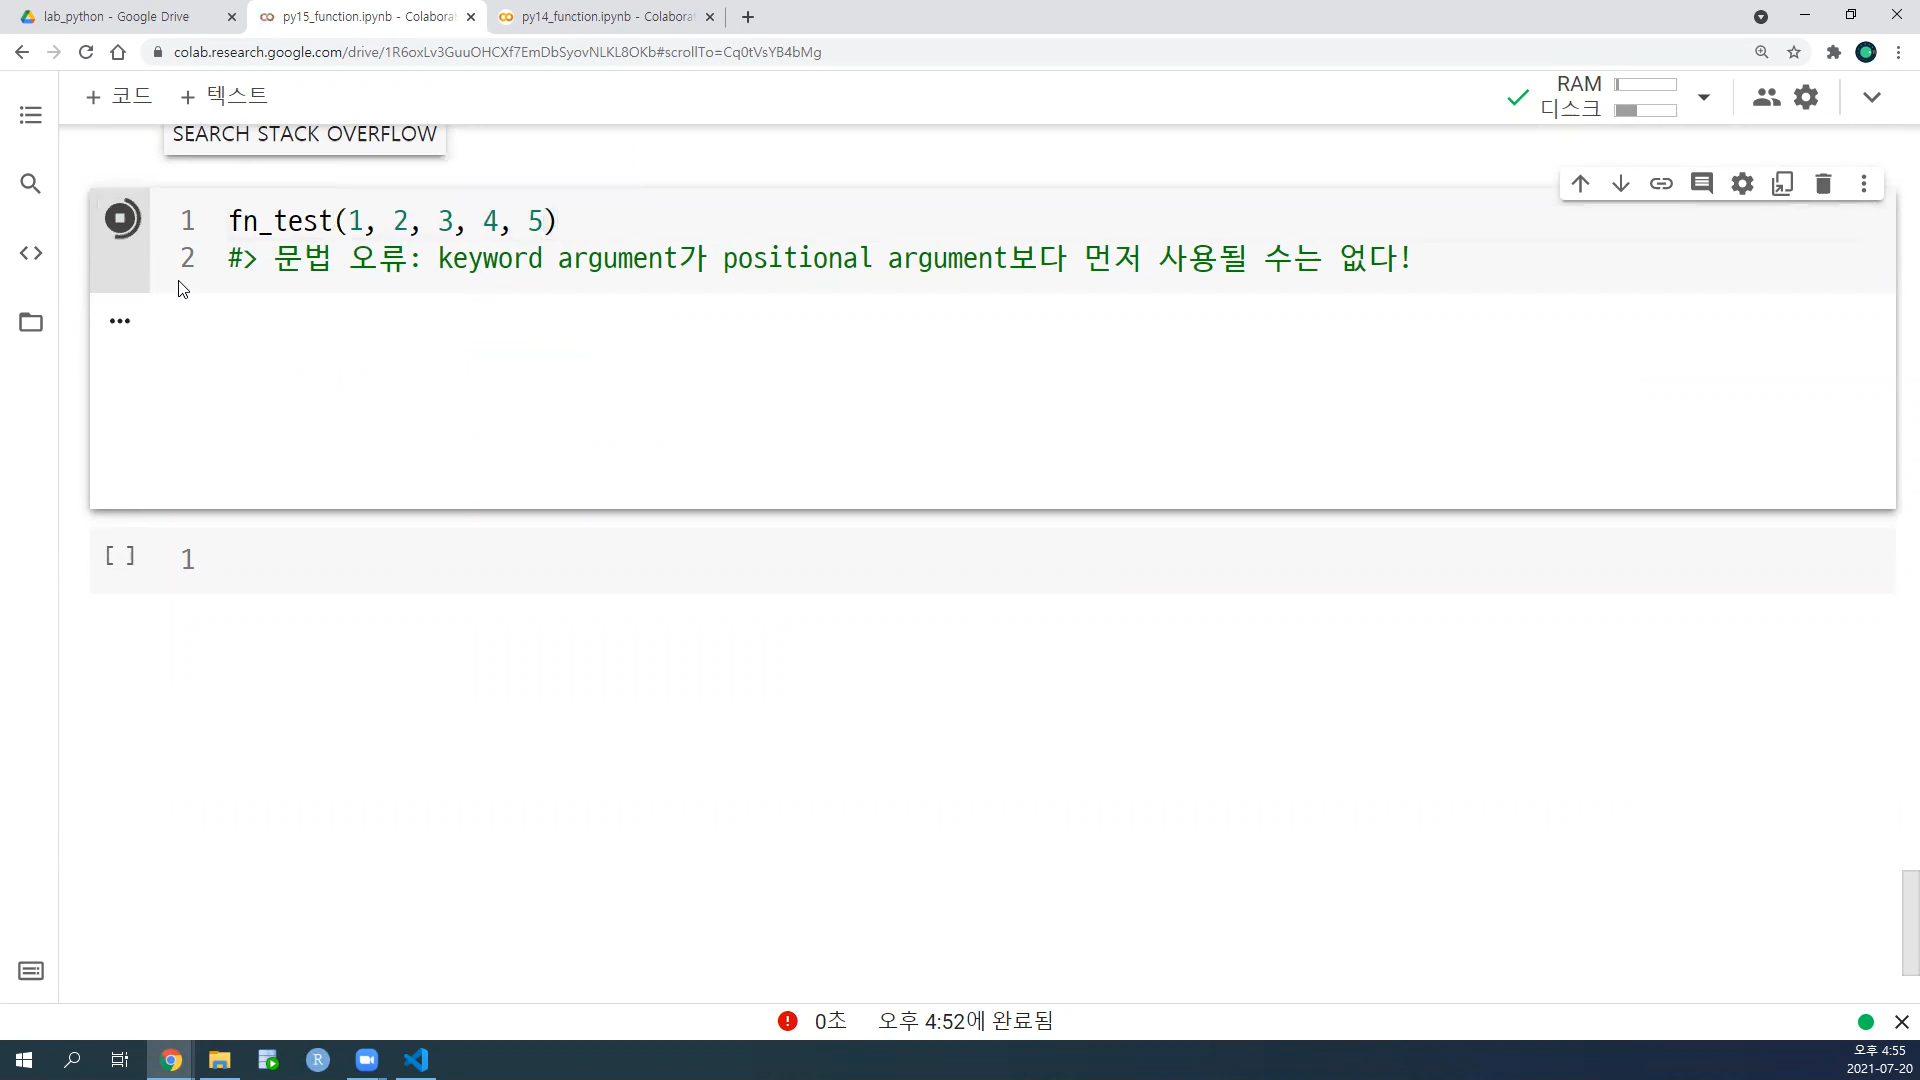 lab_python - Google Drive
py15_function.ipynb - Colabora
py14_function.ipynb - Colabora
colab.research.google.com/drive/1R6oxLv3GuuOHCXf7EmDbSyovNLKL8OKb#scrollTo=Cq0tVsYB4bMg
+ 코드 + 텍스트
RAM
디스크
SEARCH STACK OVERFLOW
1 fn_test(1, 2, 3, 4, 5)
2 #> 문법 오류: keyword argument가 positional argument보다 먼저 사용될 수는 없다!
[ ] 1
0초 오후 4:52에 완료됨
오후 4:55
2021-07-20